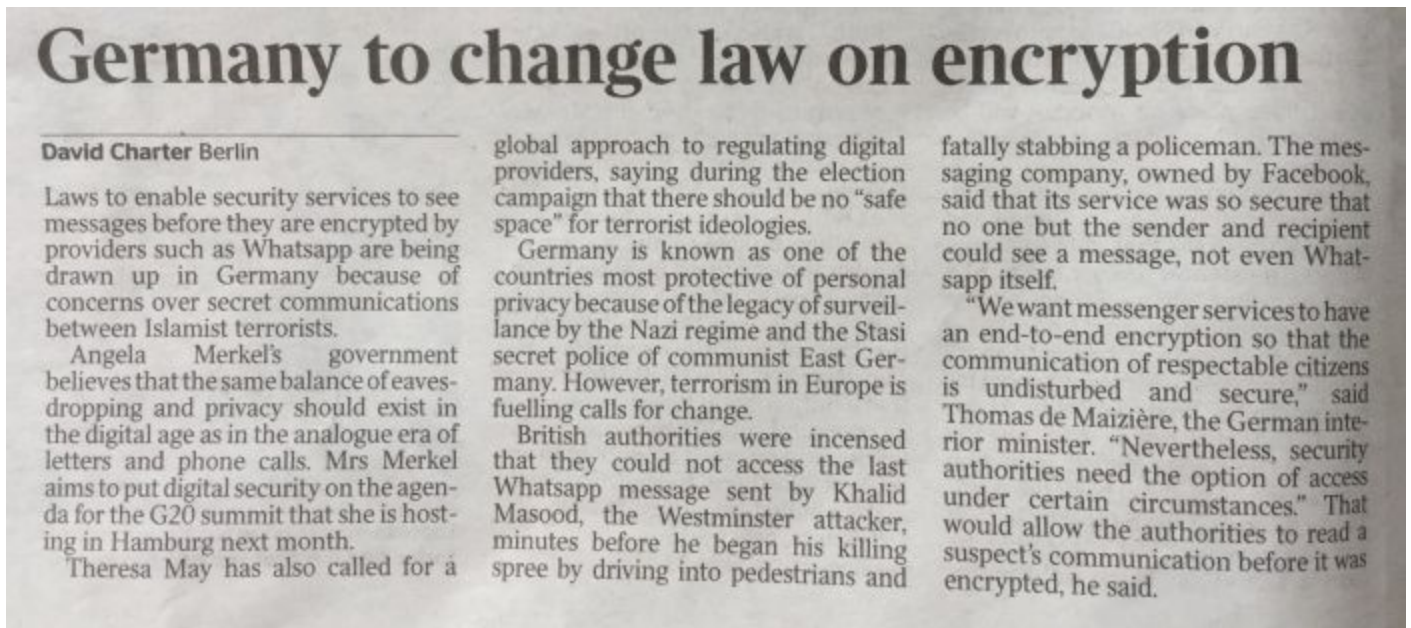 Germany to change law on encryption
David Charter Berlin
Laws to enable security services to see
messages before they are encrypted by
providers such as Whatsapp are being
drawn up in Germany because of
concerns over secret communications
between Islamist terrorists.
Angela Merkel's government
believes that the same balance of eaves-
dropping and privacy should exist in
the digital age as in the analogue era of
letters and phone calls. Mrs Merkel
aims to put digital security on the agen-
da for the G20 summit that she is host-
ing in Hamburg next month.
Theresa May has also called for a
global approach to regulating digital
providers, saying during the election
campaign that there should be no “safe
space” for terrorist ideologies.
Germany is known as one of the
countries most protective of personal
privacy because of the legacy of surveil-
lance by the Nazi regime and the Stasi
secret police of communist East Ger-
many. However, terrorism in Europe is
fuelling calls for change.
British authorities were incensed
that they could not access the last
Whatsapp message sent by Khalid
Masood, the Westminster attacker,
minutes before he began his killing
spree by driving into pedestrians and
fatally stabbing a policeman. The mes-
saging company, owned by Facebook,
said that its service was so secure that
no one but the sender and recipient
could see a message, not even What-
sapp itself.
“We want messenger services to have
an end-to-end encryption so that the
communication of respectable citizens
is undisturbed and secure,” said
Thomas de Maizière, the German inte-
rior minister. “Nevertheless, security
authorities need the option of access
under certain circumstances.” That
would allow the authorities to read a
suspect's communication before it was
encrypted, he said.